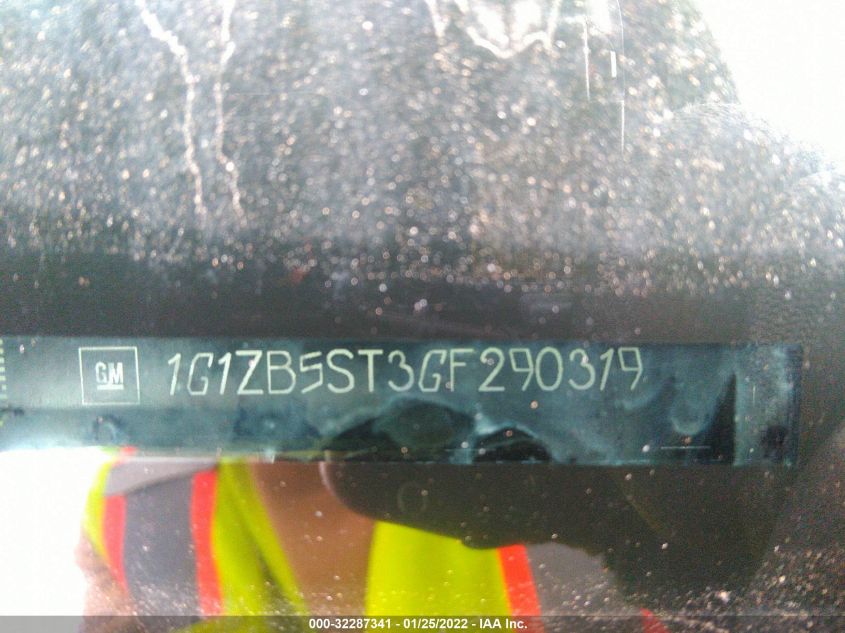 GM 1G1ZB5ST3GF290319
000-32287341 - 01/25/2022 - IAA Inc.